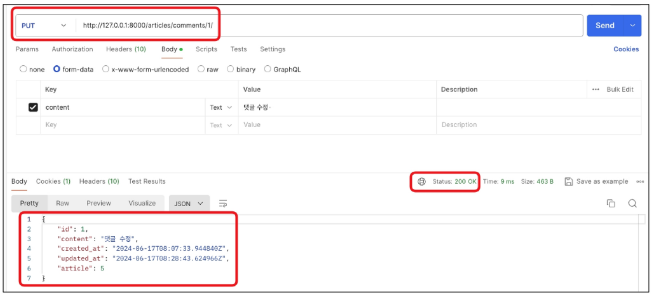 PUT http://127.0.0.1:8000/articles/comments/1/ Send
Params Authorization Headers (10) Body Scripts Tests Settings Cookies
none form-data x-www-form-urlencoded raw binary GraphQL
Key Value Description ••• Bulk Edit
content Text 댓글 수정
Key Text Value Description
Body Cookies (1) Headers (10) Test Results Status: 200 OK Time: 9 ms Size: 463 B Save as example •••
Pretty Raw Preview Visualize JSON
1 {
2 "id": 1,
3 "content": "댓글 수정",
4 "created_at": "2024-06-17T08:07:33.944840Z",
5 "updated_at": "2024-06-17T08:28:43.624966Z",
6 "article": 5
7 }